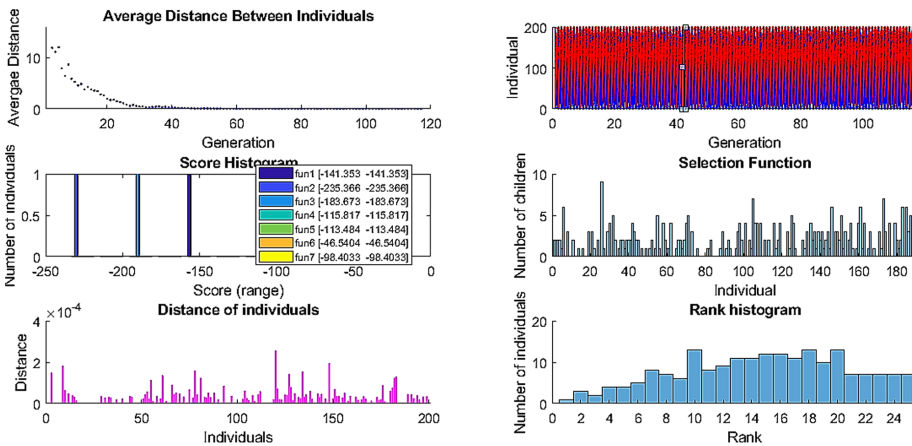 Average Distance Between Individuals
Avergae Distance
10
0
0 20 40 60 80 100 120
Generation
Individual
200
100
0
0 20 40 60 80 100
Generation
Score Histogram
Number of individuals
1
0.5
0
-250 -200 -150 -100 -50 0
Score (range)
fun1 [-141.353 -141.353]
fun2 [-235.366 -235.366]
fun3 [-183.673 -183.673]
fun4 [-115.817 -115.817]
fun5 [-113.484 -113.484]
fun6 [-46.5404 -46.5404]
fun7 [-98.4033 -98.4033]
Selection Function
Number of children
10
5
0
0 20 40 60 80 100 120 140 160 180
Individual
Distance of individuals
×10-4
Distance
4
2
0
0 50 100 150 200
Individuals
Rank histogram
Number of individuals
20
10
0
0 2 4 6 8 10 12 14 16 18 20 22 24
Rank